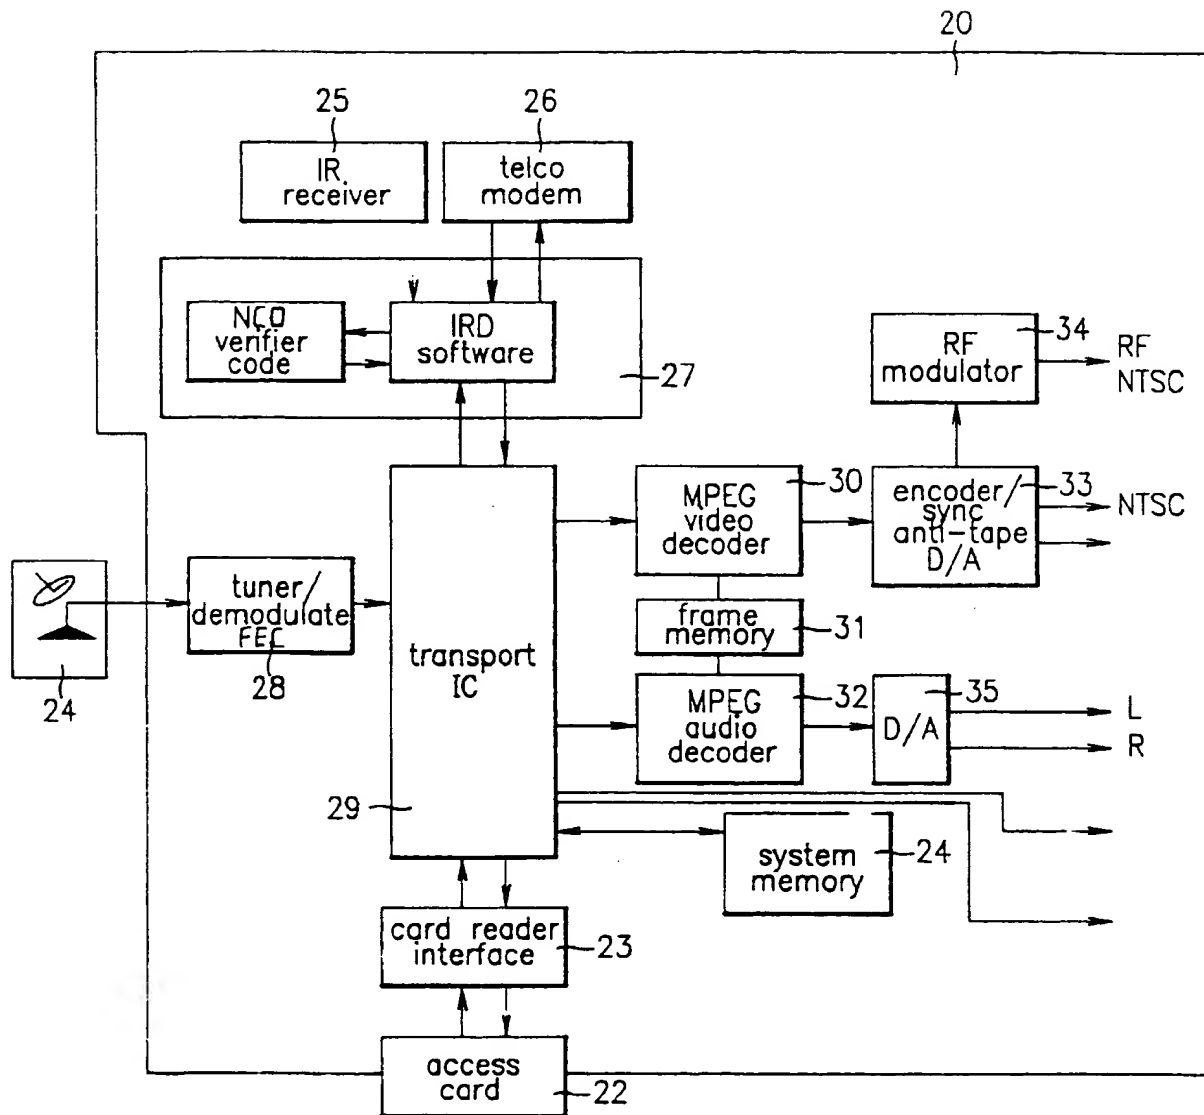 20
25
26
IR
receiver
telco
modem
NCO
verifier
code
IRD
software
27
RF
modulator
34
RF
NTSC
MPEG
video
decoder
30
encoder/
sync
anti-tape
D/A
33
NTSC
24
tuner/
demodulate
FEC
28
transport
IC
29
frame
memory
31
MPEG
audio
decoder
32
D/A
35
L
R
system
memory
24
card reader
interface
23
access
card
22